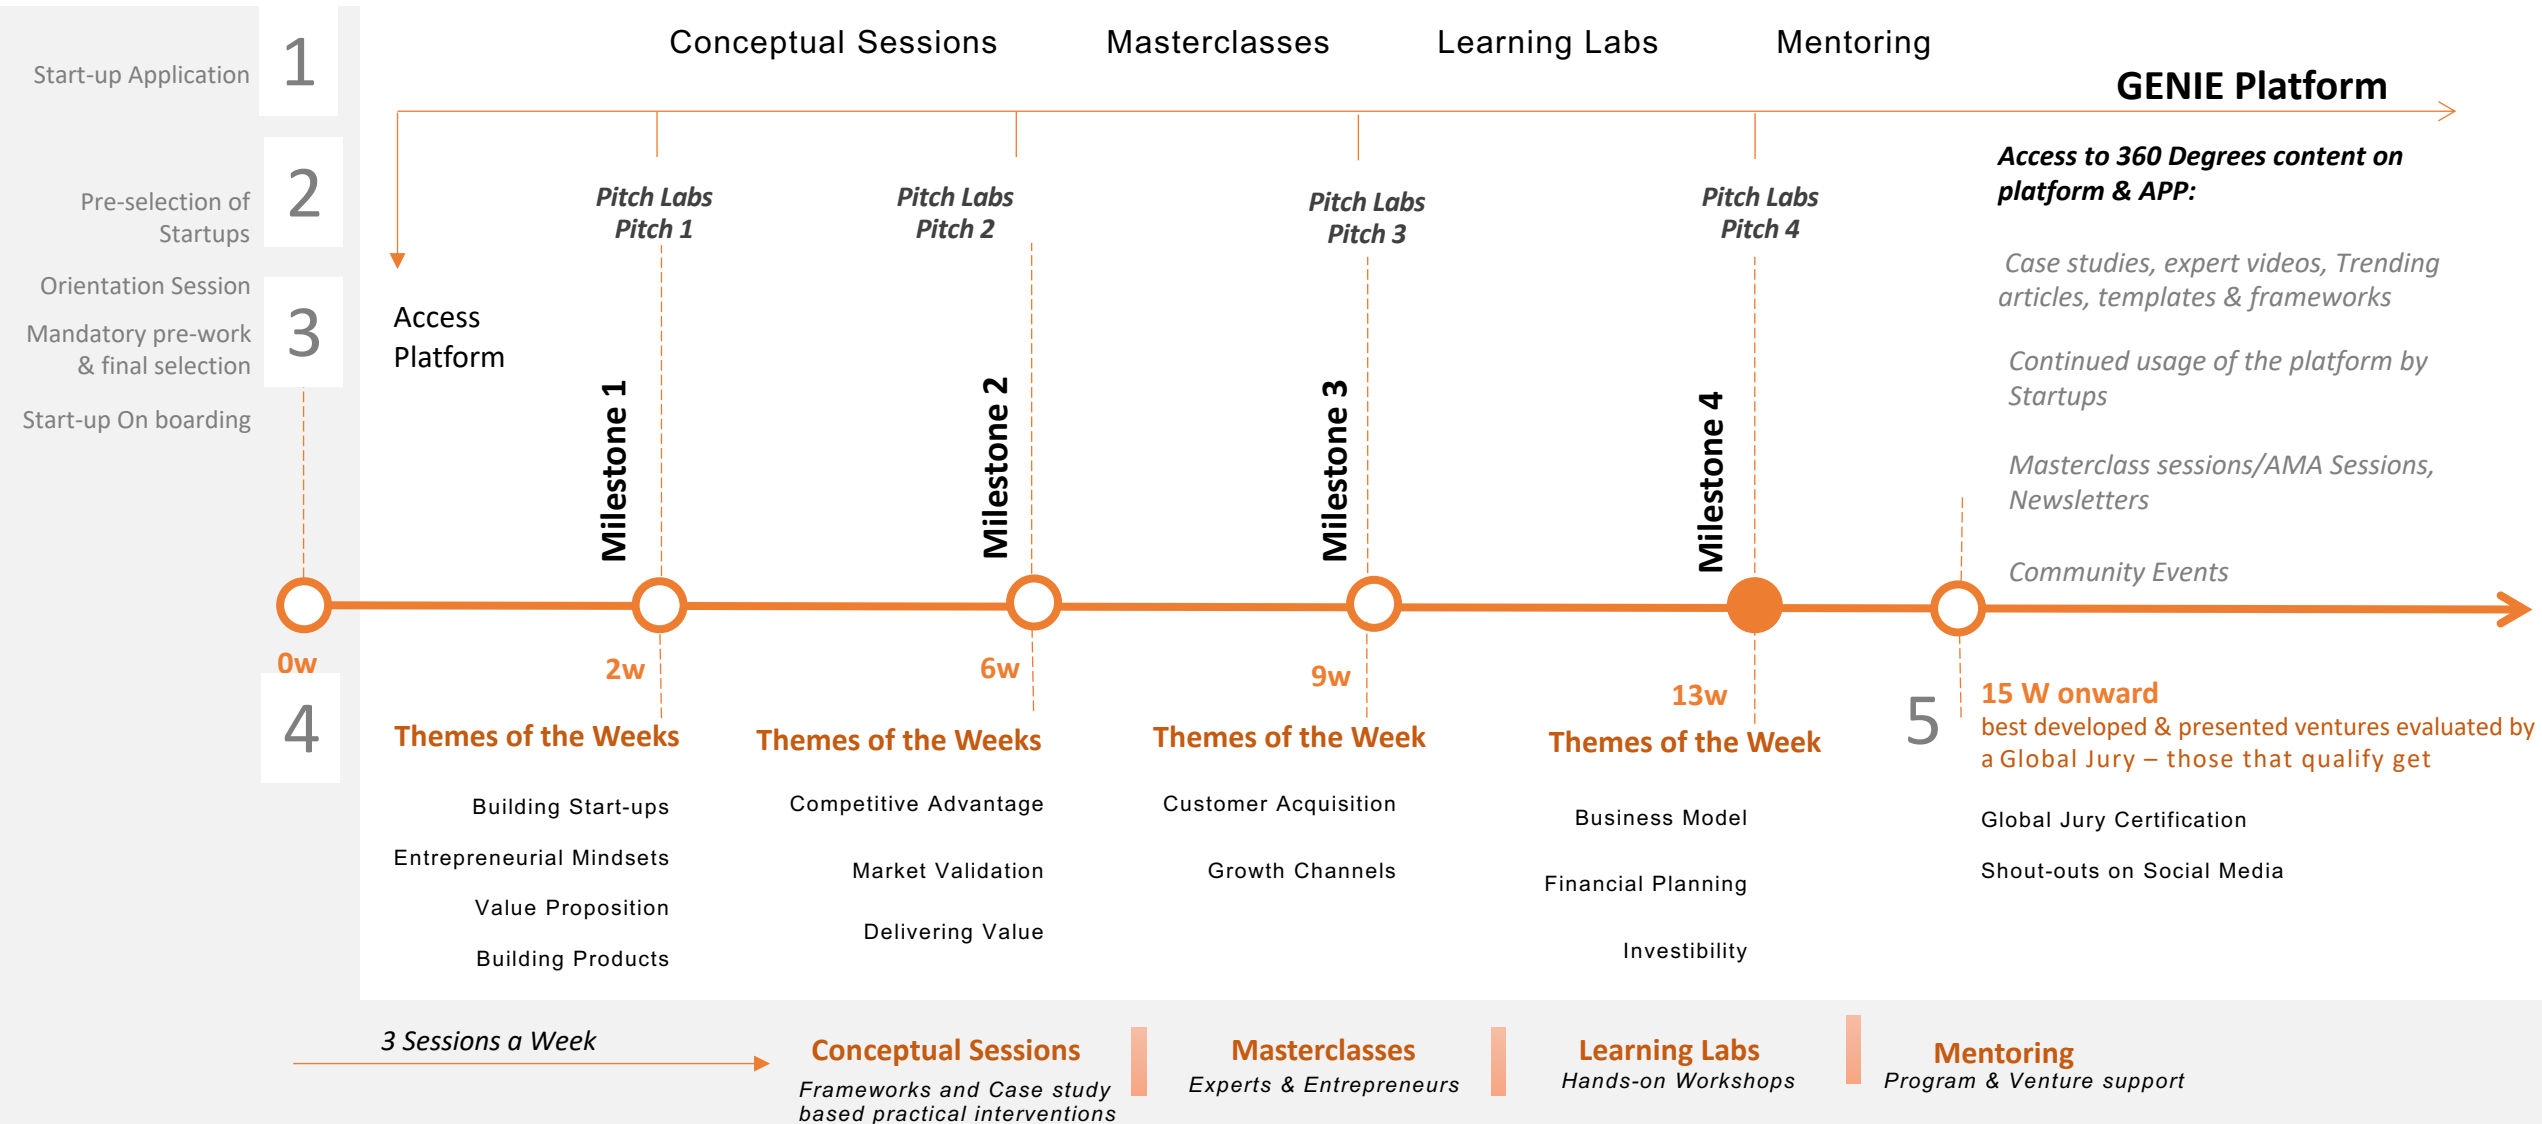 1
Start-up Application
2
Pre-selection of
Startups
Orientation Session
3
Mandatory pre-work
& final selection
Start-up On boarding
Conceptual Sessions
Masterclasses
Learning Labs
Mentoring
GENIE Platform
Access
Platform
Pitch Labs
Pitch 1
Pitch Labs
Pitch 2
Pitch Labs
Pitch 3
Pitch Labs
Pitch 4
Access to 360 Degrees content on
platform & APP:
Case studies, expert videos, Trending
articles, templates & frameworks
Continued usage of the platform by
Startups
Masterclass sessions/AMA Sessions,
Newsletters
Community Events
Milestone 1
Milestone 2
Milestone 3
Milestone 4
0w
2w
6w
9w
13w
4
Themes of the Weeks
Building Start-ups
Entrepreneurial Mindsets
Value Proposition
Building Products
Themes of the Weeks
Competitive Advantage
Market Validation
Delivering Value
Themes of the Week
Customer Acquisition
Growth Channels
Themes of the Week
Business Model
Financial Planning
Investibility
5
15 W onward
best developed & presented ventures evaluated by
a Global Jury – those that qualify get
Global Jury Certification
Shout-outs on Social Media
3 Sessions a Week
Conceptual Sessions
Frameworks and Case study
based practical interventions
Masterclasses
Experts & Entrepreneurs
Learning Labs
Hands-on Workshops
Mentoring
Program & Venture support